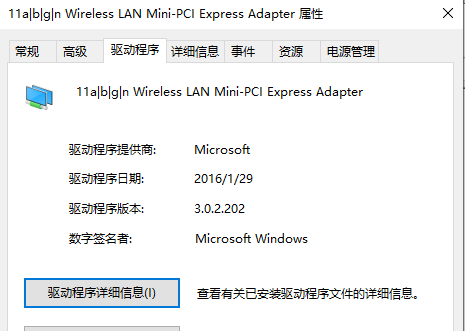 11a|b|g|n Wireless LAN Mini-PCI Express Adapter 属性
常规 高级 驱动程序 详细信息 事件 资源 电源管理
11a|b|g|n Wireless LAN Mini-PCI Express Adapter
驱动程序提供商: Microsoft
驱动程序日期: 2016/1/29
驱动程序版本: 3.0.2.202
数字签名者: Microsoft Windows
驱动程序详细信息(I) 查看有关已安装驱动程序文件的详细信息。